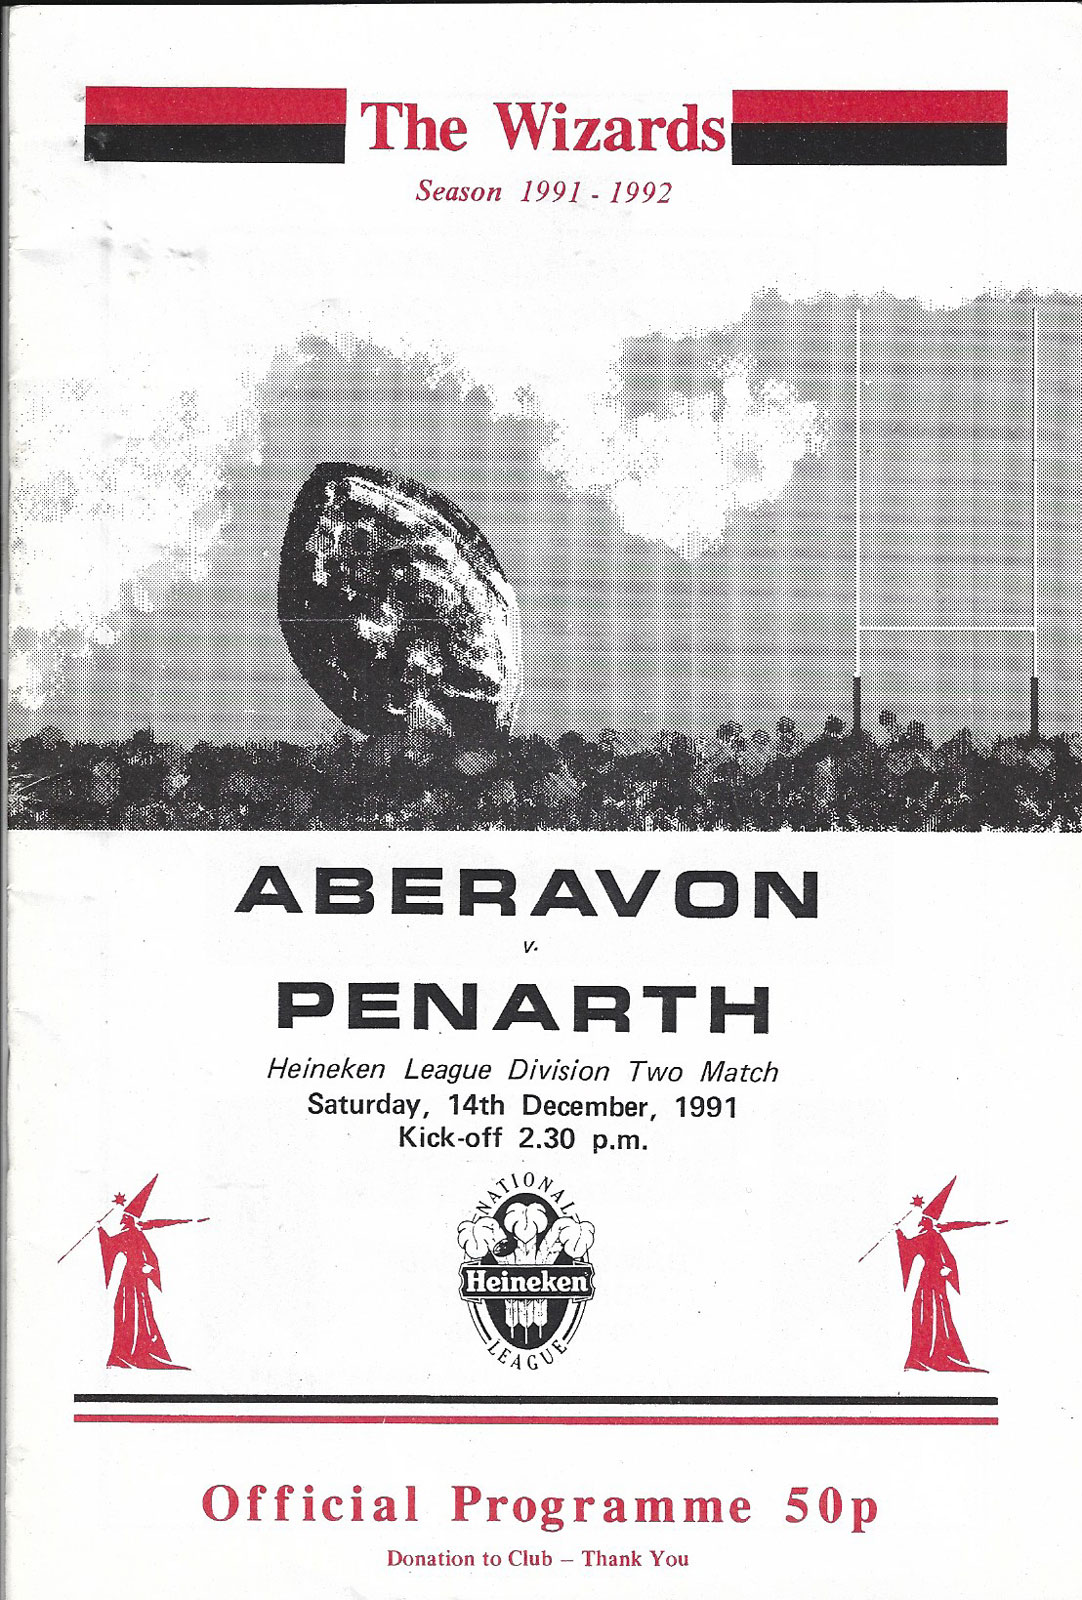 The Wizards
Season 1991 - 1992
ABERAVON
v.
PENARTH
Heineken League Division Two Match
Saturday, 14th December, 1991
Kick-off 2.30 p.m.
NATIONAL
Heineken
LEAGUE
Official Programme 50p
Donation to Club – Thank You